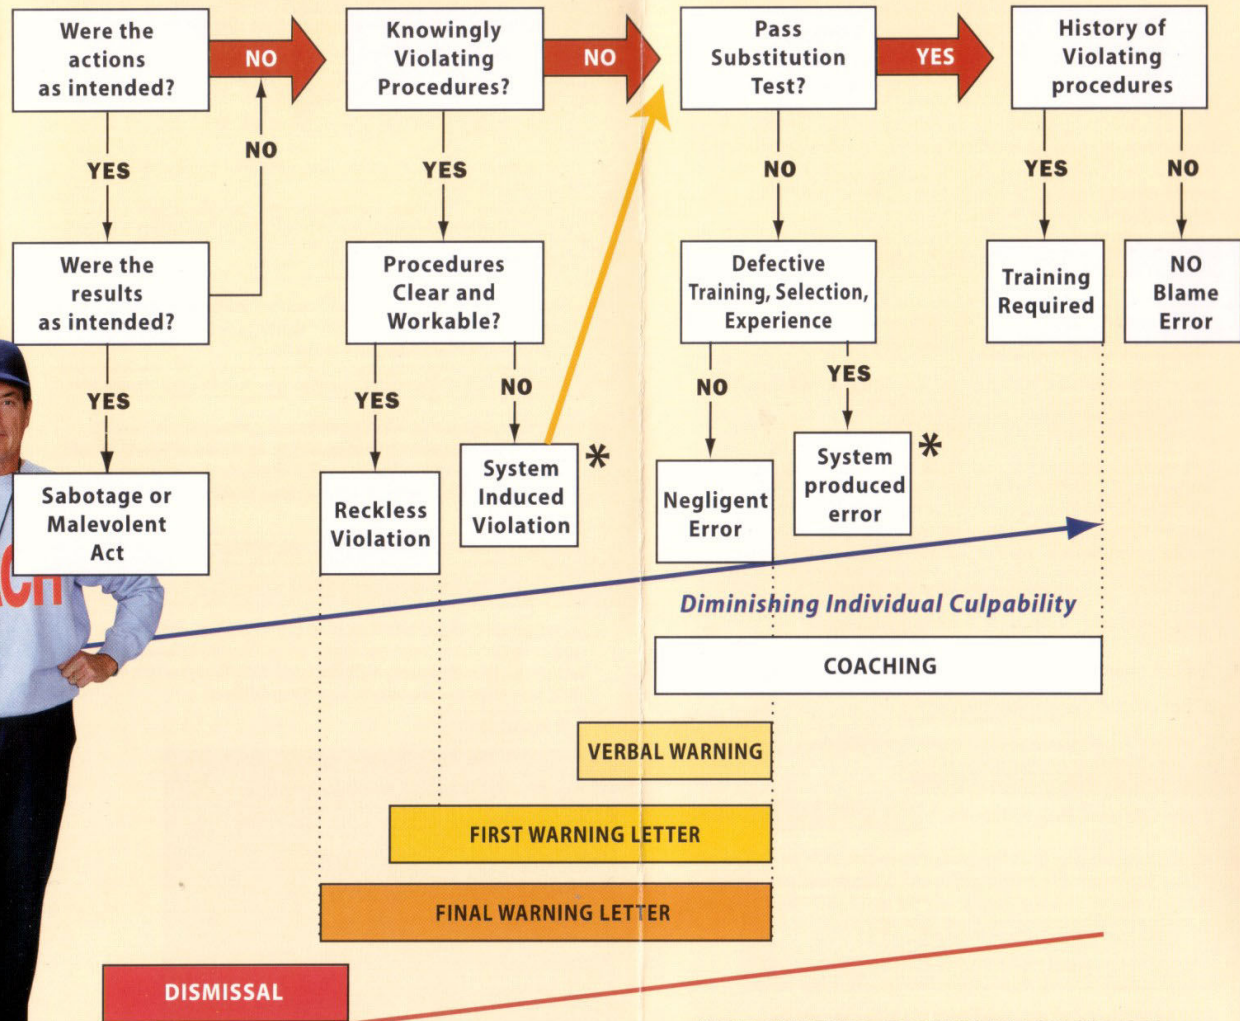 Were the
actions
as intended?
NO
Knowingly
Violating
Procedures?
NO
Pass
Substitution
Test?
YES
History of
Violating
procedures
YES
NO
YES
NO
YES
NO
Were the
results
as intended?
Procedures
Clear and
Workable?
Defective
Training, Selection,
Experience
Training
Required
NO
Blame
Error
YES
YES
NO
NO
YES
Sabotage or
Malevolent
Act
Reckless
Violation
System
Induced
Violation
*
Negligent
Error
System
produced
error
*
ACH
Diminishing Individual Culpability
COACHING
VERBAL WARNING
FIRST WARNING LETTER
FINAL WARNING LETTER
DISMISSAL